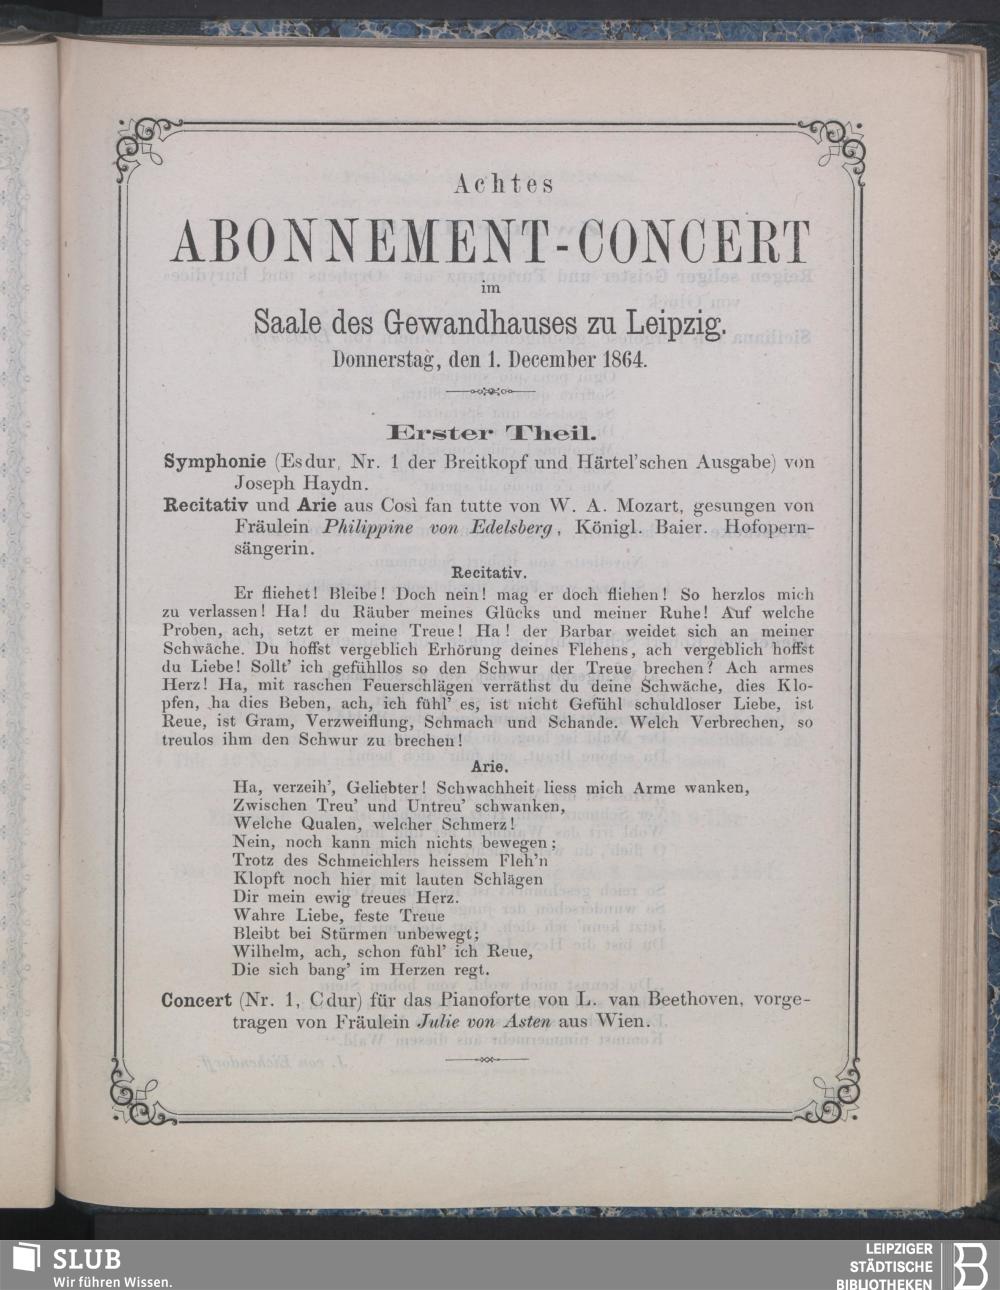 Achtes
ABONNEMENT-CONCERT
im
Saale des Gewandhauses zu Leipzig.
Donnerstag, den 1. December 1864.
Erster Theil.
Symphonie (Esdur, Nr. 1 der Breitkopf und Härtel'schen Ausgabe) von
Joseph Haydn.
Recitativ und Arie aus Così fan tutte von W. A. Mozart, gesungen von
Fräulein Philippine von Edelsberg, Königl. Baier. Hofopern-
sängerin.
Recitativ.
Er fliehet! Bleibe! Doch nein! mag er doch fliehen! So herzlos mich
zu verlassen! Ha! du Räuber meines Glücks und meiner Ruhe! Auf welche
Proben, ach, setzt er meine Treue! Ha! der Barbar weidet sich an meiner
Schwäche. Du hoffst vergeblich Erhörung deines Flehens, ach vergeblich hoffst
du Liebe! Sollt' ich gefühllos so den Schwur der Treue brechen? Ach armes
Herz! Ha, mit raschen Feuerschlägen verräthst du deine Schwäche, dies Klo-
pfen, ha dies Beben, ach, ich fühl' es, ist nicht Gefühl schuldloser Liebe, ist
Reue, ist Gram, Verzweiflung, Schmach und Schande. Welch Verbrechen, so
treulos ihm den Schwur zu brechen!
Arie.
Ha, verzeih', Geliebter! Schwachheit liess mich Arme wanken,
Zwischen Treu' und Untreu' schwanken,
Welche Qualen, welcher Schmerz!
Nein, noch kann mich nichts bewegen;
Trotz des Schmeichlers heissem Fleh'n
Klopft noch hier mit lauten Schlägen
Dir mein ewig treues Herz.
Wahre Liebe, feste Treue
Bleibt bei Stürmen unbewegt;
Wilhelm, ach, schon fühl' ich Reue,
Die sich bang' im Herzen regt.
Concert (Nr. 1, Cdur) für das Pianoforte von L. van Beethoven, vorge-
tragen von Fräulein Julie von Asten aus Wien.
SLUB
Wir führen Wissen.
LEIPZIGER
STÄDTISCHE
BIBLIOTHEKEN